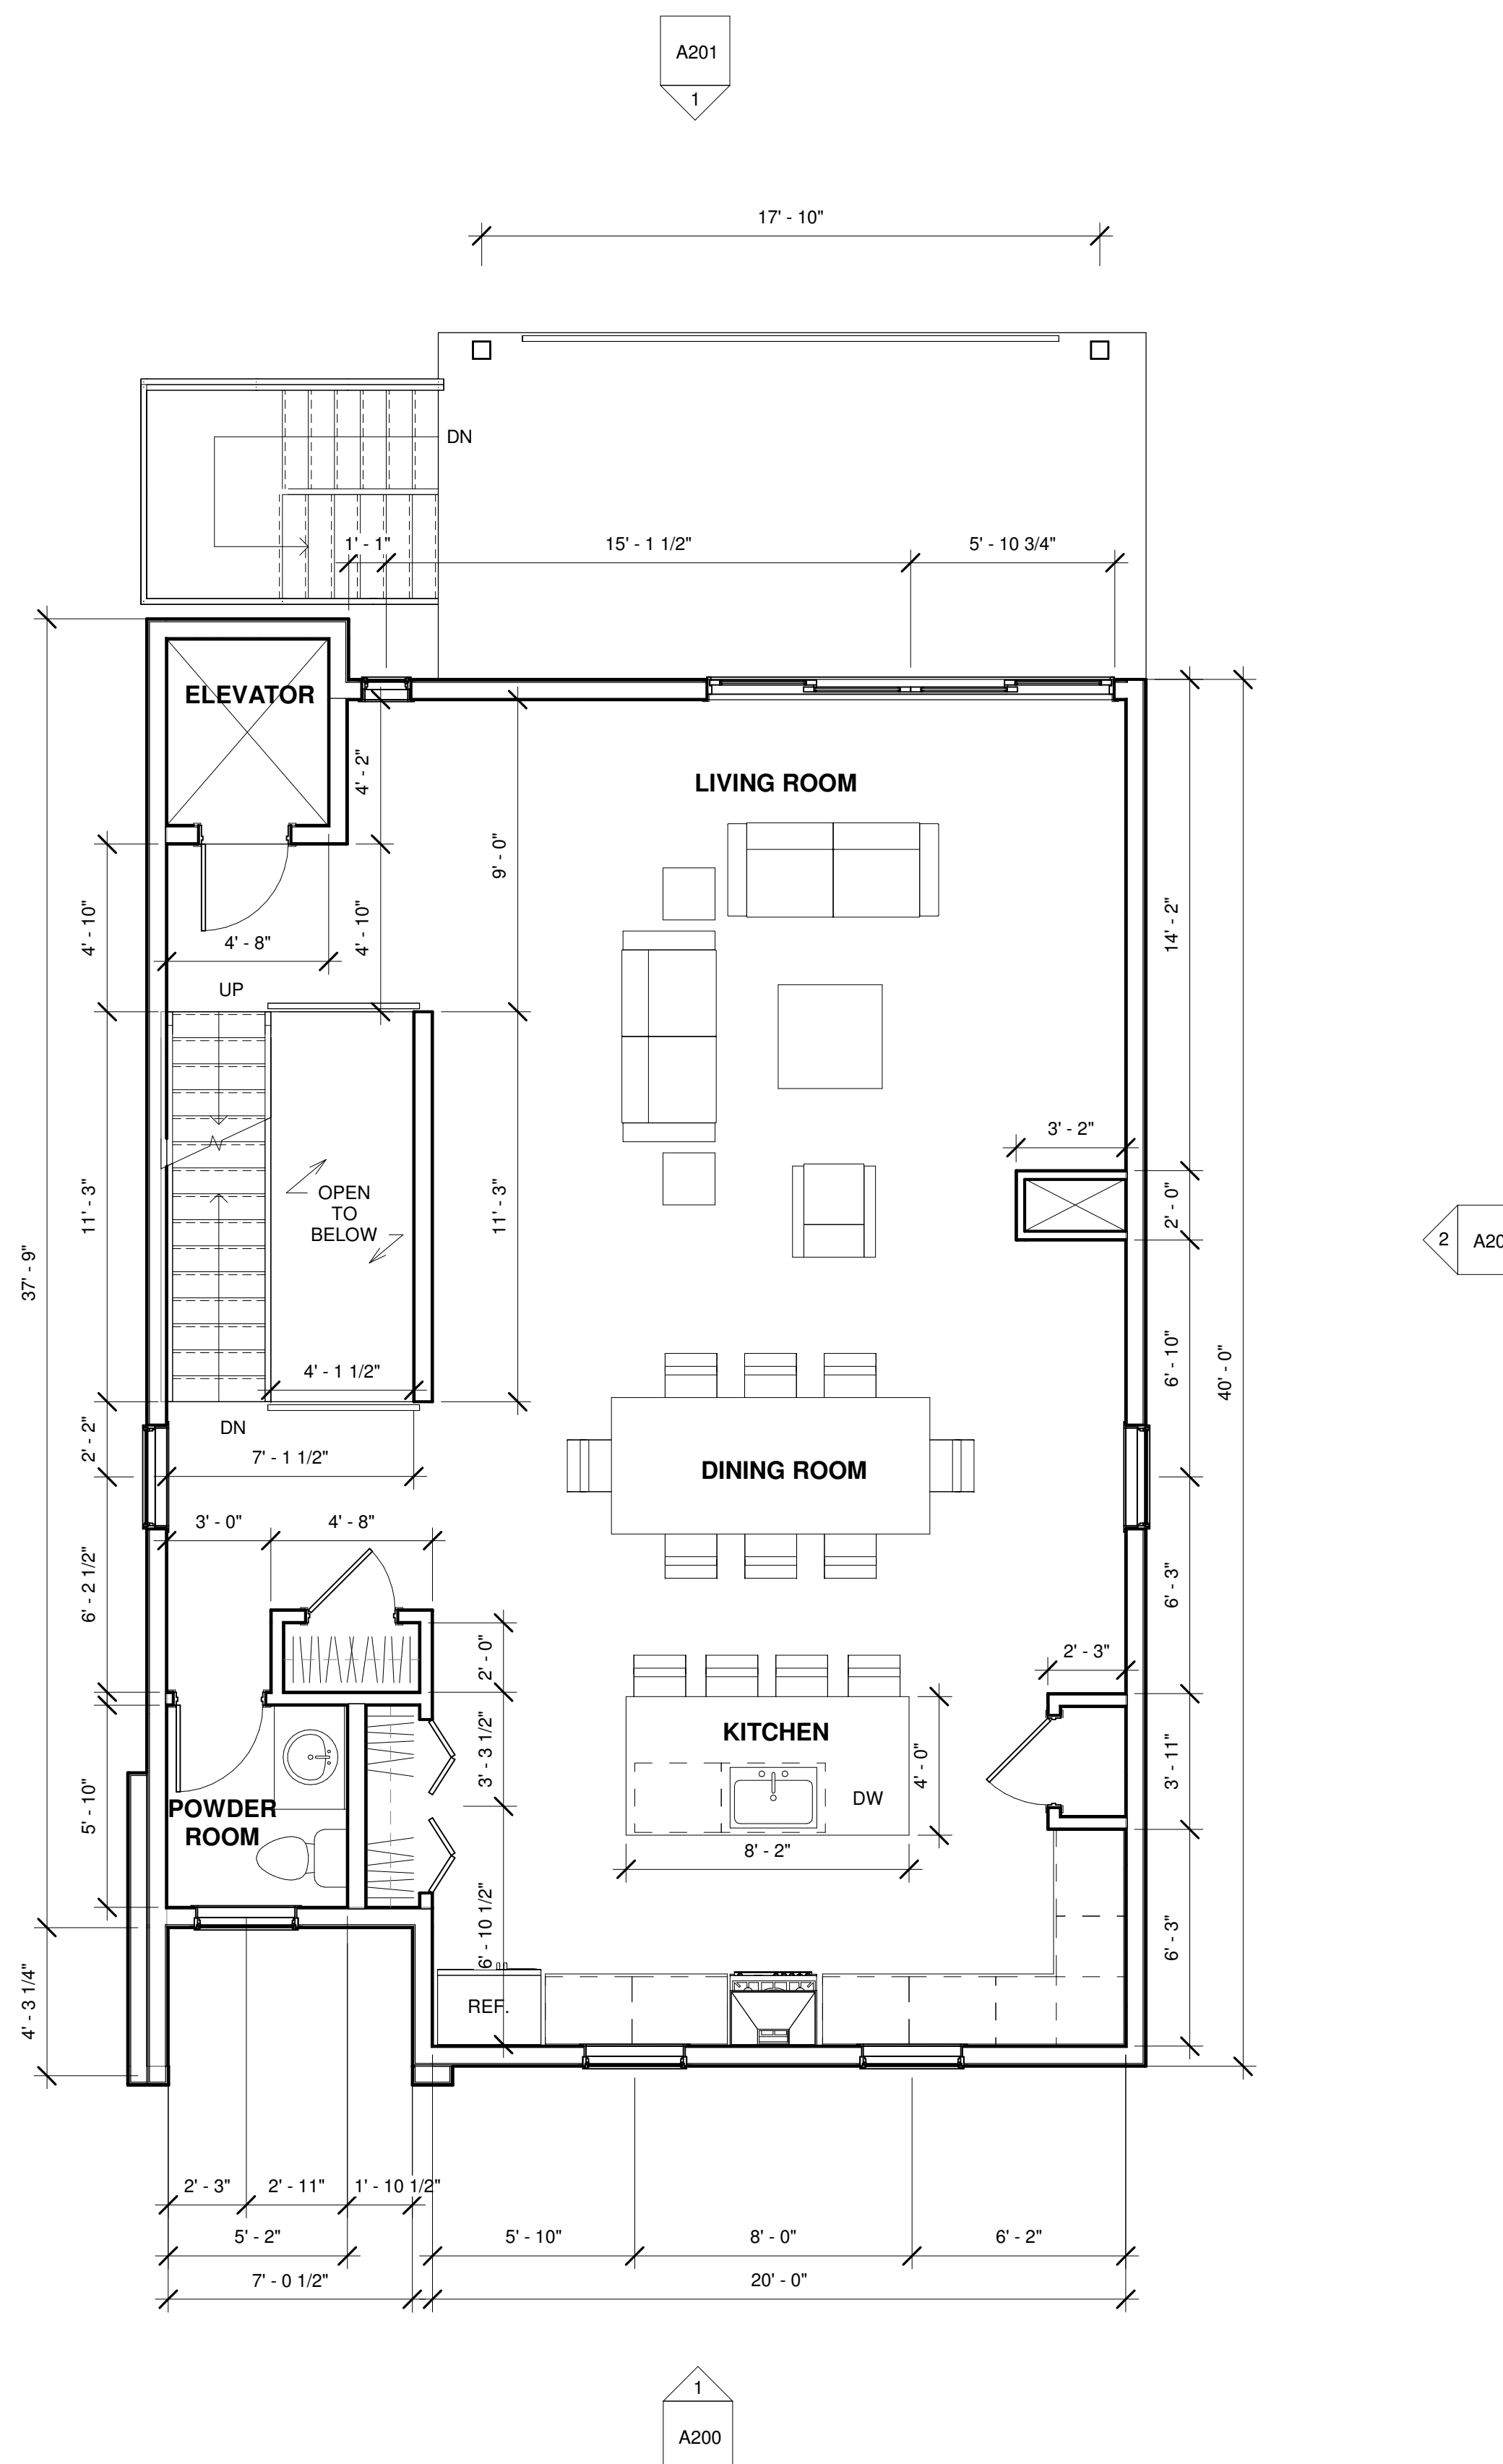 A201
1
17' - 10"
DN
1' - 1"
15' - 1 1/2"
5' - 10 3/4"
ELEVATOR
LIVING ROOM
4' - 2"
9' - 0"
4' - 10"
4' - 8"
4' - 10"
14' - 2"
UP
3' - 2"
OPEN
TO
BELOW
11' - 3"
11' - 3"
2' - 0"
37' - 9"
2
4' - 1 1/2"
6' - 10"
40' - 0"
DN
2' - 2"
7' - 1 1/2"
DINING ROOM
3' - 0"
4' - 8"
6' - 2 1/2"
6' - 3"
2' - 0"
2' - 3"
KITCHEN
3' - 3 1/2"
4' - 0"
3' - 11"
DW
5' - 10"
POWDER
ROOM
8' - 2"
6' - 10 1/2"
6' - 3"
4' - 3 1/4"
REF.
2' - 3"
2' - 11"
1' - 10 1/2"
5' - 2"
5' - 10"
8' - 0"
6' - 2"
7' - 0 1/2"
20' - 0"
1
A200